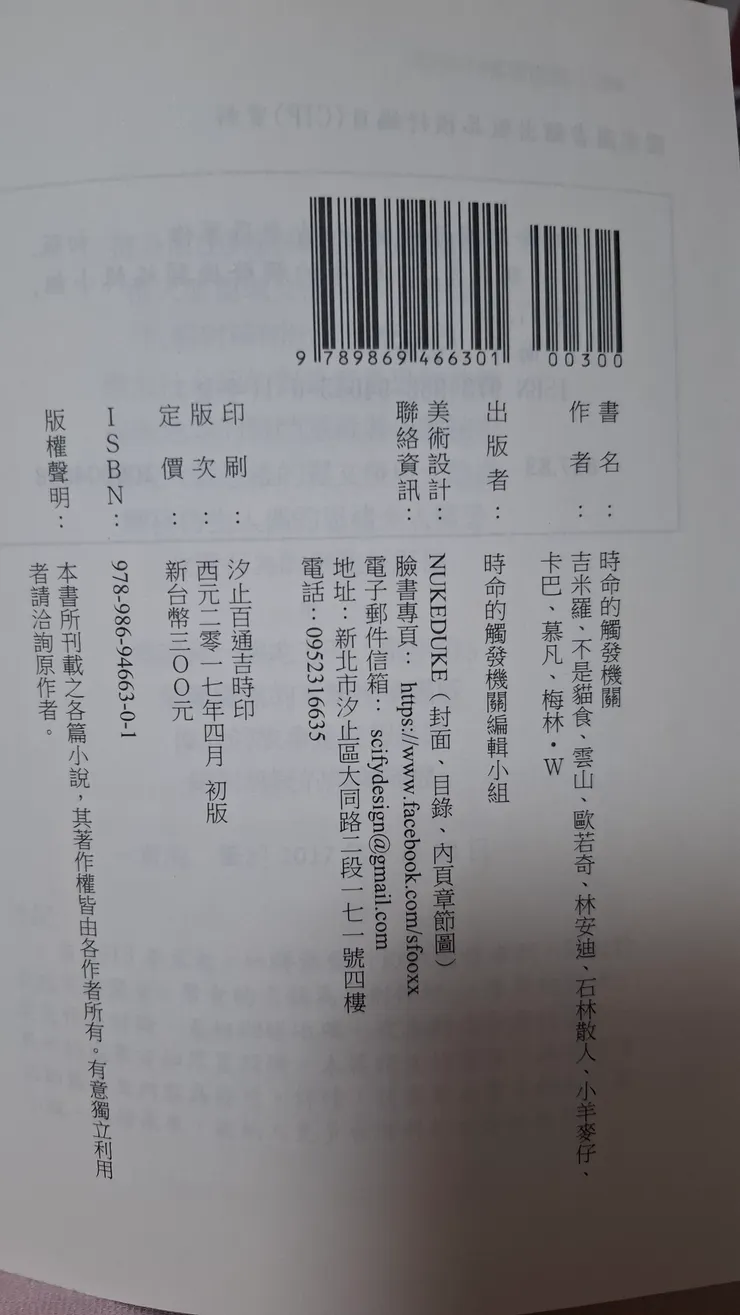 9 789869 466301
00300
書名：時命的觸發機關
作者：吉米羅、不是貓食、雲山、歐若奇、林安迪、石林散人、小羊麥仔、
卡巴、慕凡、梅林•W
出版者：時命的觸發機關編輯小組
美術設計：NUKEDUKE（封面、目錄、內頁章節圖）
聯絡資訊：臉書專頁：https://www.facebook.com/sfooxx
電子郵件信箱：scifydesign@gmail.com
地址：新北市汐止區大同路二段一七一號四樓
電話：0952316635
印刷：汐止百通吉時印
版次：西元二零一七年四月 初版
定價：新台幣三〇〇元
ISBN：978-986-94663-0-1
版權聲明：本書所刊載之各篇小說，其著作權皆由各作者所有。有意獨立利用
者請洽詢原作者。